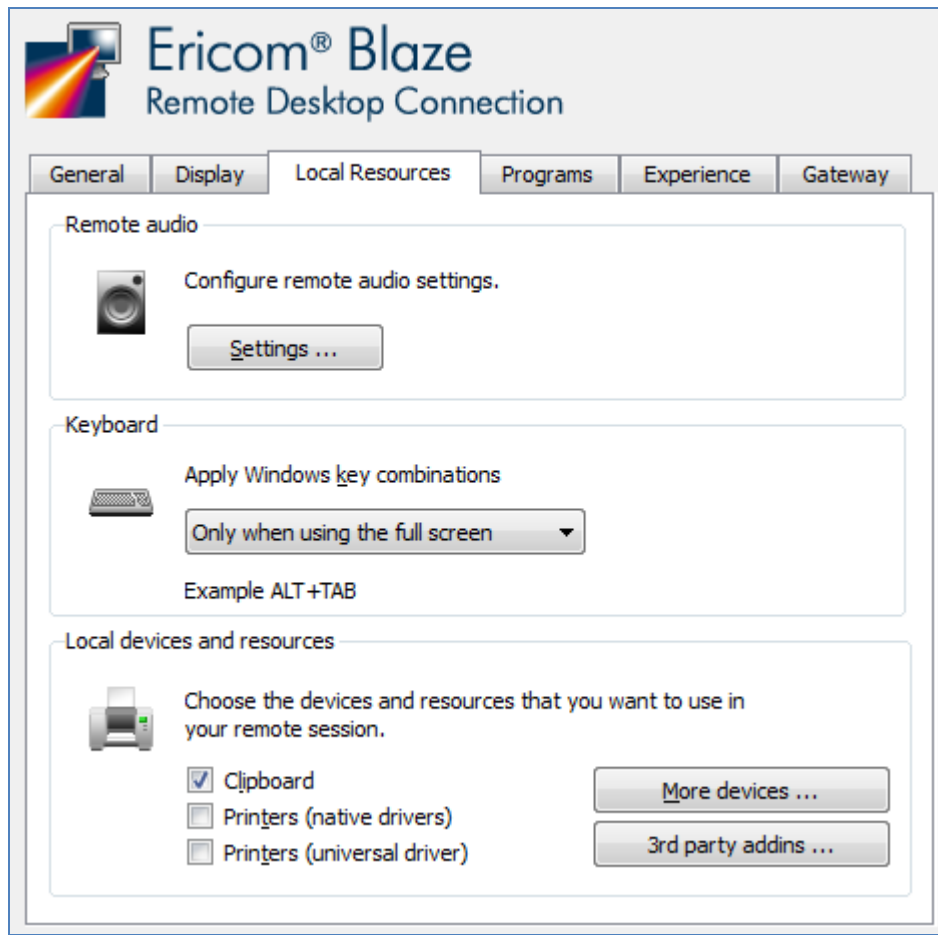 Ericom® Blaze
Remote Desktop Connection
General Display Local Resources Programs Experience Gateway
Remote audio
Configure remote audio settings.
Settings ...
Keyboard
Apply Windows key combinations
Only when using the full screen
Example ALT+TAB
Local devices and resources
Choose the devices and resources that you want to use in
your remote session.
Clipboard
More devices ...
Printers (native drivers)
Printers (universal driver)
3rd party addins ...